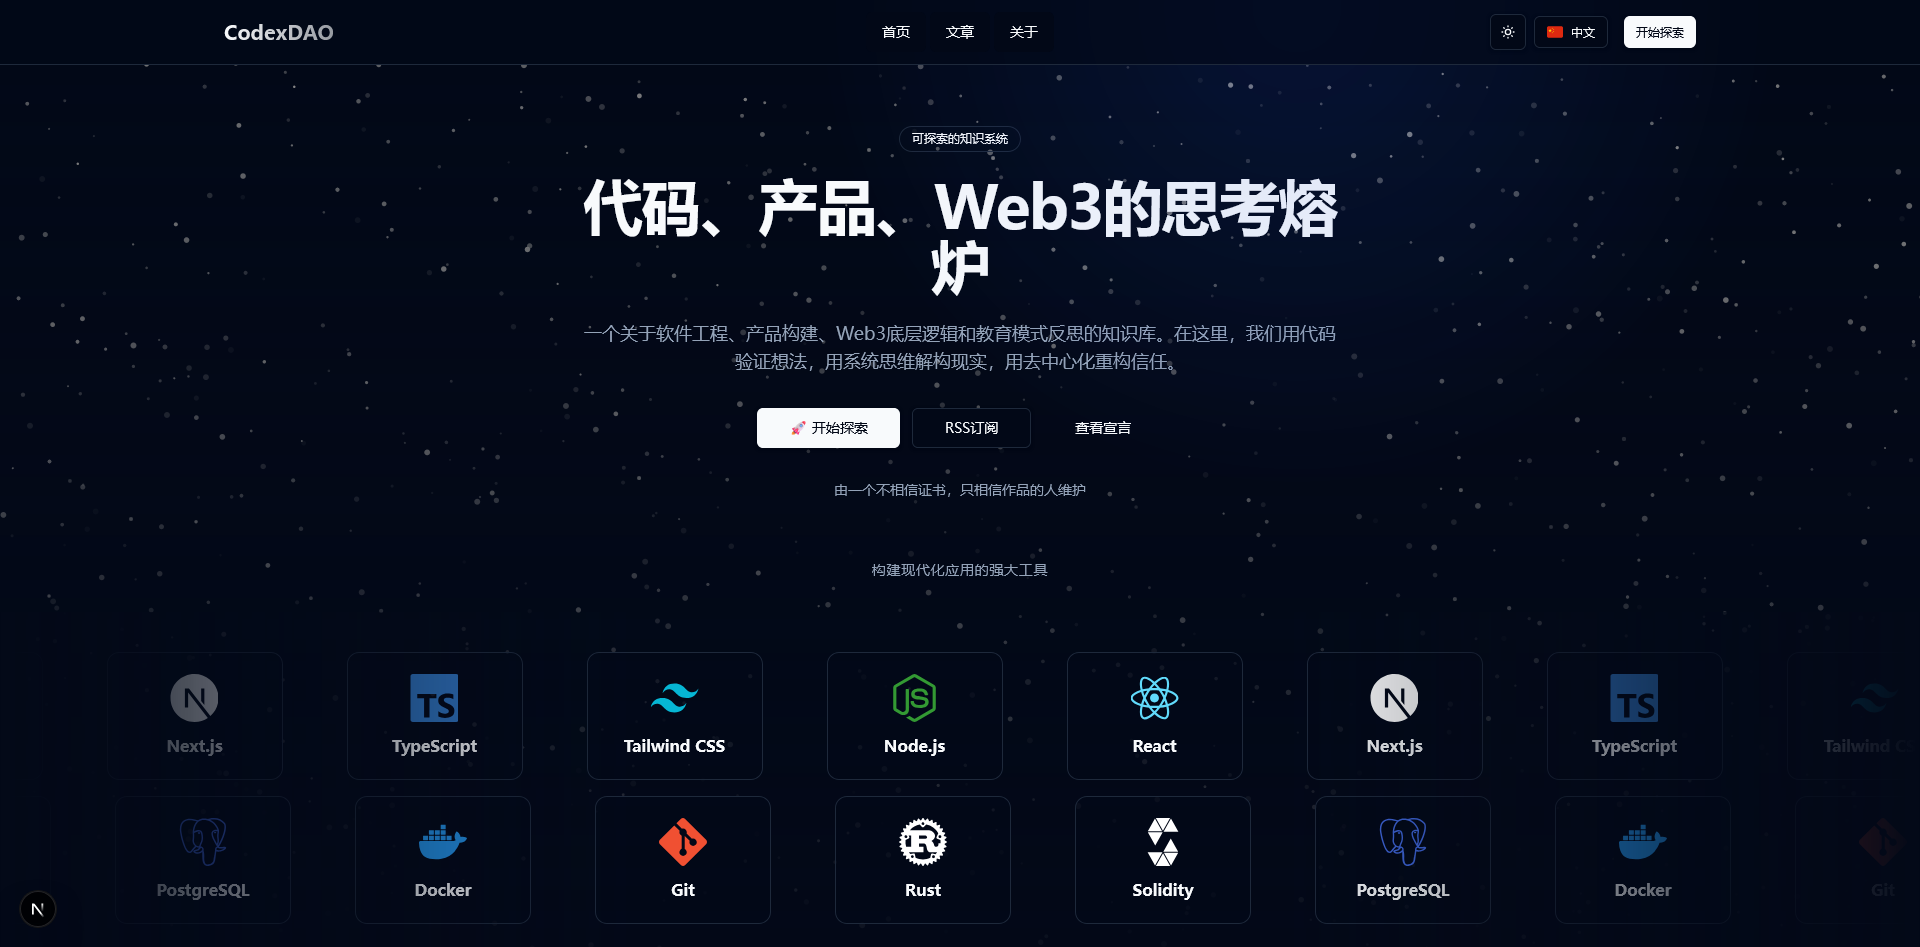 CodexDAO
首页
文章
关于
中文
开始探索
可探索的知识系统
代码、产品、Web3的思考熔
炉
一个关于软件工程、产品构建、Web3底层逻辑和教育模式反思的知识库。在这里，我们用代码
验证想法，用系统思维解构现实，用去中心化重构信任。
开始探索
RSS订阅
查看宣言
由一个不相信证书，只相信作品的人维护
构建现代化应用的强大工具
N
TS
JS
N
TS
Next.js
TypeScript
Tailwind CSS
Node.js
React
Next.js
TypeScript
Tailwind CS
R
PostgreSQL
Docker
Git
Rust
Solidity
PostgreSQL
Docker
Git
N